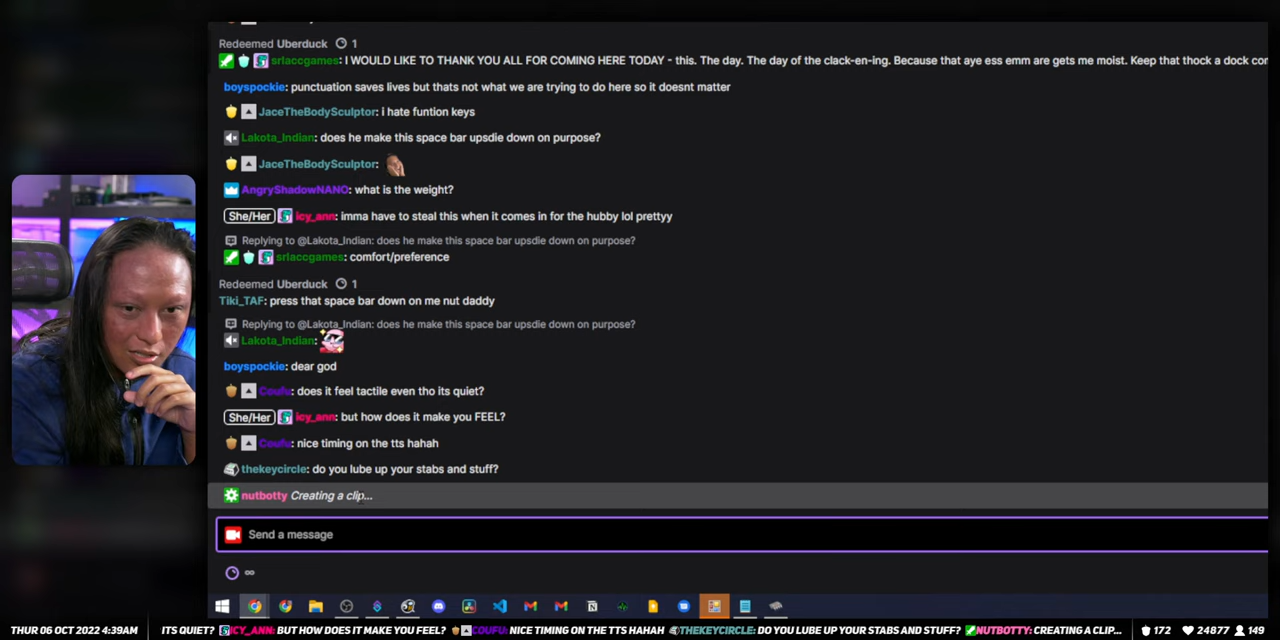 Redeemed Uberduck 1
srlaccgames: I WOULD LIKE TO THANK YOU ALL FOR COMING HERE TODAY - this. The day. The day of the clack-en-ing. Because that aye ess emm are gets me moist. Keep that thock a dock con
boyspockie: punctuation saves lives but thats not what we are trying to do here so it doesnt matter
JaceTheBodySculptor: i hate funtion keys
Lakota_Indian: does he make this space bar upsdie down on purpose?
JaceTheBodySculptor:
AngryShadowNANO: what is the weight?
She/Her icy_ann: imma have to steal this when it comes in for the hubby lol prettyy
Replying to @Lakota_Indian: does he make this space bar upsdie down on purpose?
srlaccgames: comfort/preference
Redeemed Uberduck 1
Tiki_TAF: press that space bar down on me nut daddy
Replying to @Lakota_Indian: does he make this space bar upsdie down on purpose?
Lakota_Indian:
boyspockie: dear god
Coufu: does it feel tactile even tho its quiet?
She/Her icy_ann: but how does it make you FEEL?
Coufu: nice timing on the tts hahah
thekeycircle: do you lube up your stabs and stuff?
nutbotty Creating a clip...
Send a message
∞
THUR 06 OCT 2022 4:39AM ITS QUIET? ICY_ANN: BUT HOW DOES IT MAKE YOU FEEL? COUFU: NICE TIMING ON THE TTS HAHAH THEKEYCIRCLE: DO YOU LUBE UP YOUR STABS AND STUFF? NUTBOTTY: CREATING A CLIP... 172 24877 149